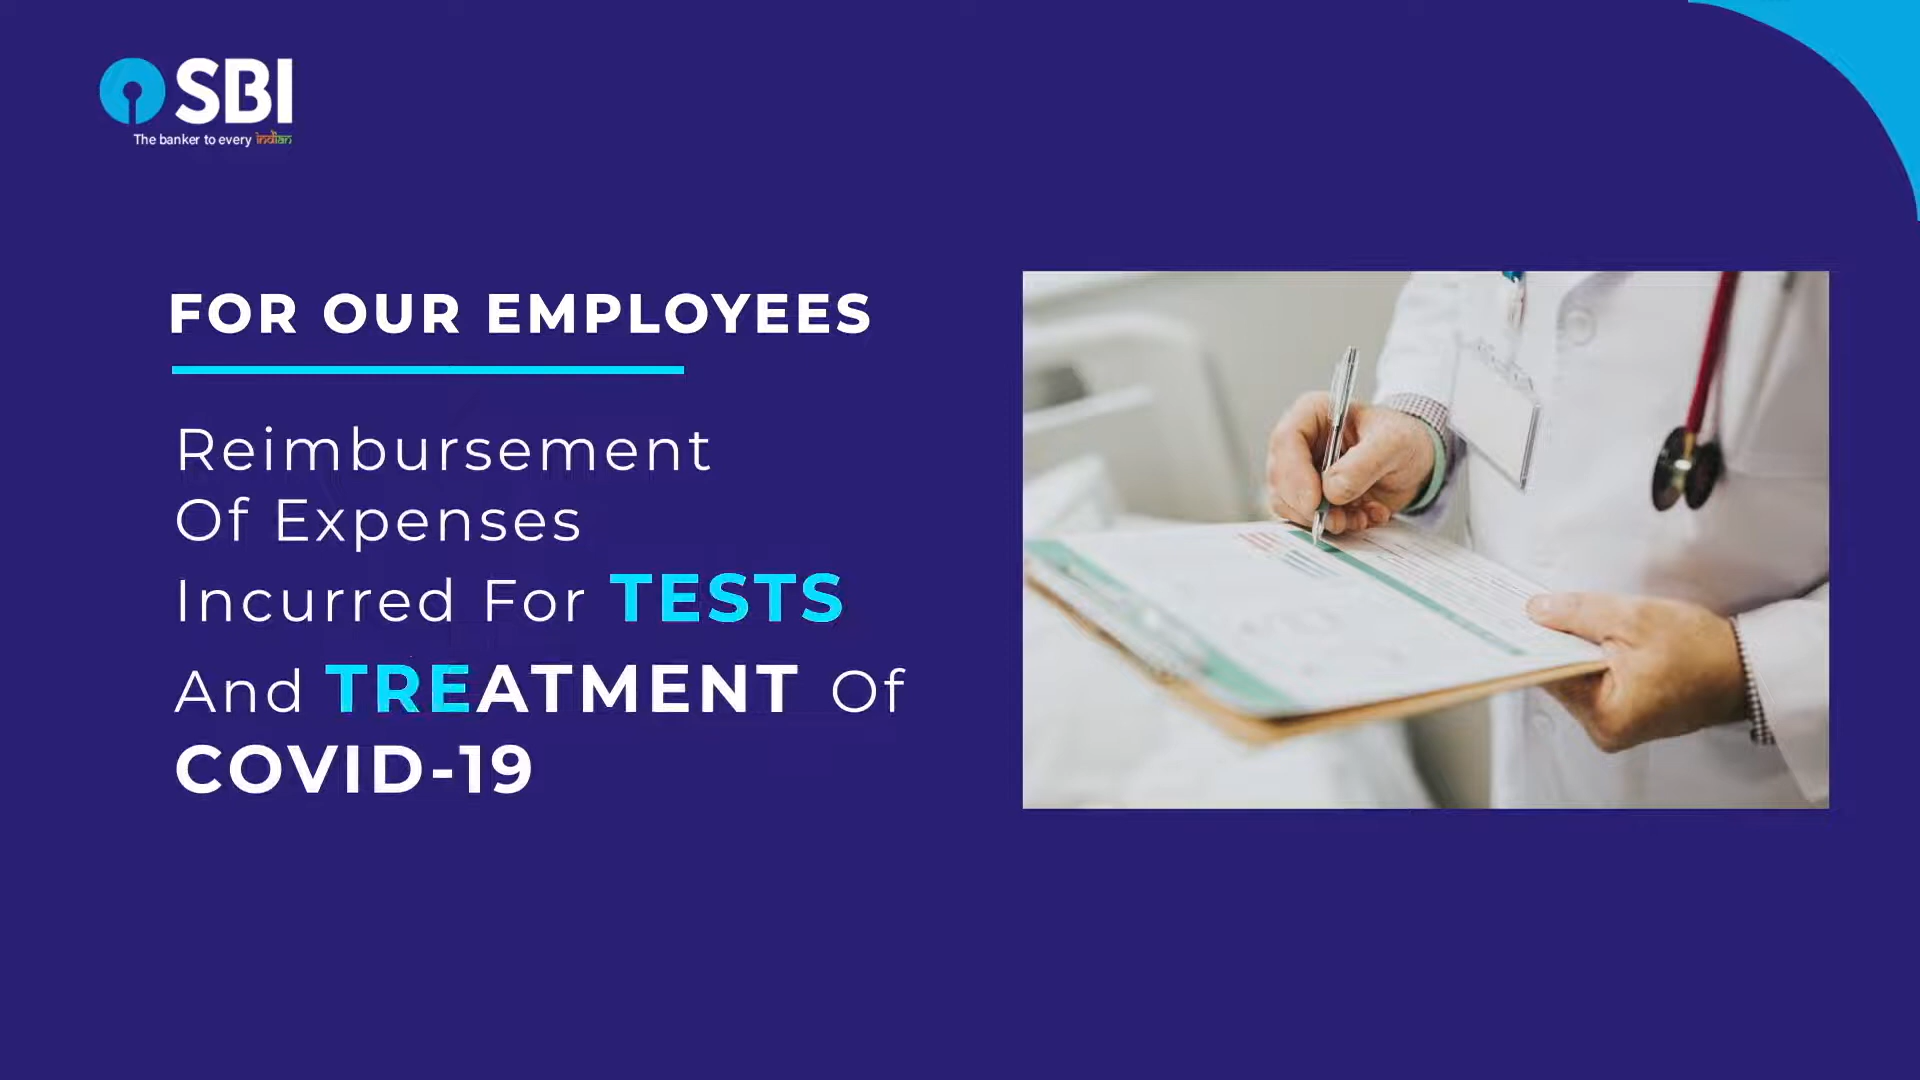 SBI
The banker to every indian
FOR OUR EMPLOYEES
Reimbursement
Of Expenses
Incurred For TESTS
And TREATMENT Of
COVID-19